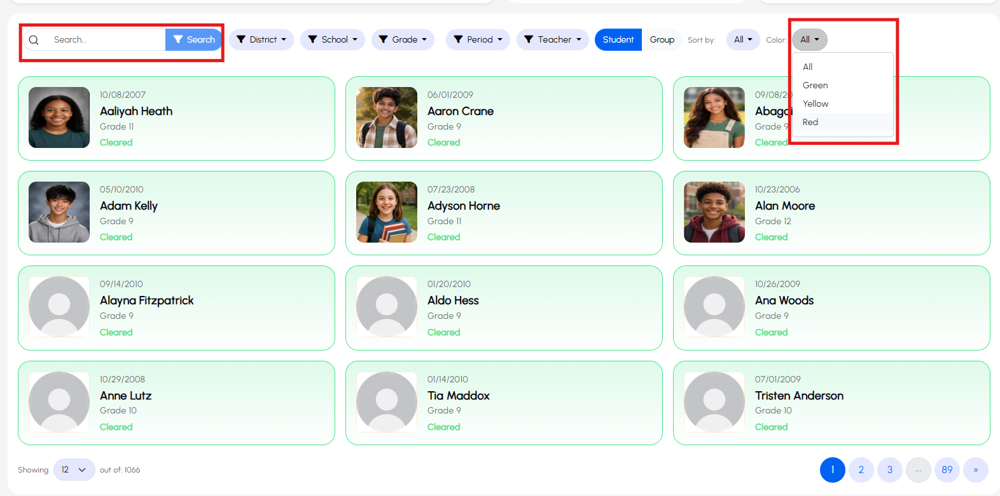 Search... Search District School Grade Period Teacher Student Group Sort by: All Color: All
All
Green
Yellow
Red
10/08/2007
Aaliyah Heath
Grade 11
Cleared
06/01/2009
Aaron Crane
Grade 9
Cleared
Grade 9
Cleared
05/10/2010
Adam Kelly
Grade 9
Cleared
07/23/2008
Adyson Horne
Grade 11
Cleared
10/23/2006
Alan Moore
Grade 12
Cleared
09/14/2010
Alayna Fitzpatrick
Grade 9
Cleared
01/20/2010
Aldo Hess
Grade 9
Cleared
10/26/2009
Ana Woods
Grade 9
Cleared
10/29/2008
Anne Lutz
Grade 10
Cleared
01/14/2010
Tia Maddox
Grade 9
Cleared
07/01/2009
Tristen Anderson
Grade 10
Cleared
Showing 12 out of: 1066
1 2 3 ... 89 »